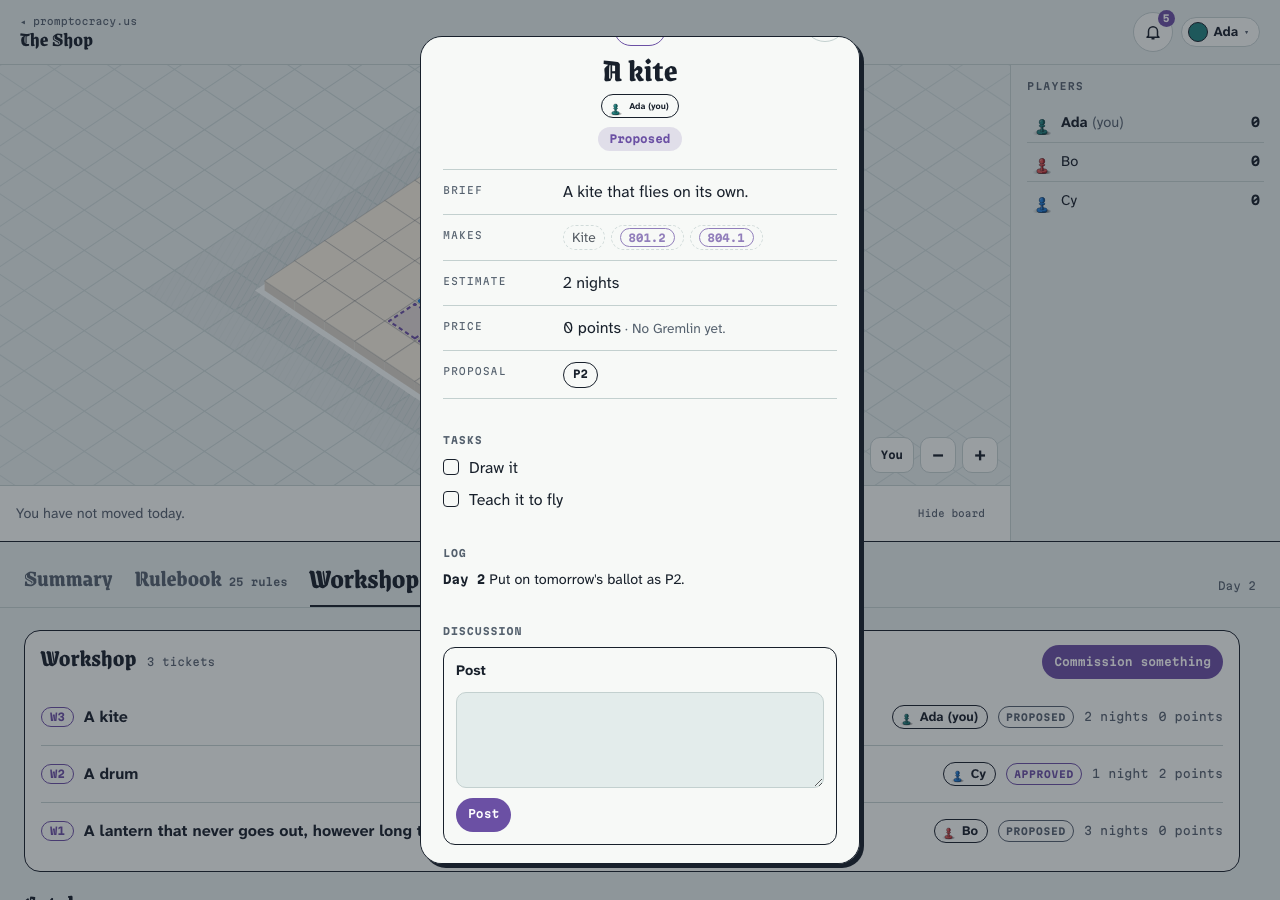 ◂ promptocracy.us
The Shop
5
Ada
PLAYERS
Ada (you) 0
Bo 0
Cy 0
A kite
Ada (you)
Proposed
BRIEF A kite that flies on its own.
MAKES Kite 801.2 804.1
ESTIMATE 2 nights
PRICE 0 points · No Gremlin yet.
PROPOSAL P2
TASKS
Draw it
Teach it to fly
LOG
Day 2 Put on tomorrow's ballot as P2.
DISCUSSION
Post
Post
You − +
You have not moved today.
Hide board
Summary Rulebook 25 rules Workshop
Day 2
Workshop 3 tickets
Commission something
W3 A kite Ada (you) PROPOSED 2 nights 0 points
W2 A drum Cy APPROVED 1 night 2 points
W1 A lantern that never goes out, however long Bo PROPOSED 3 nights 0 points